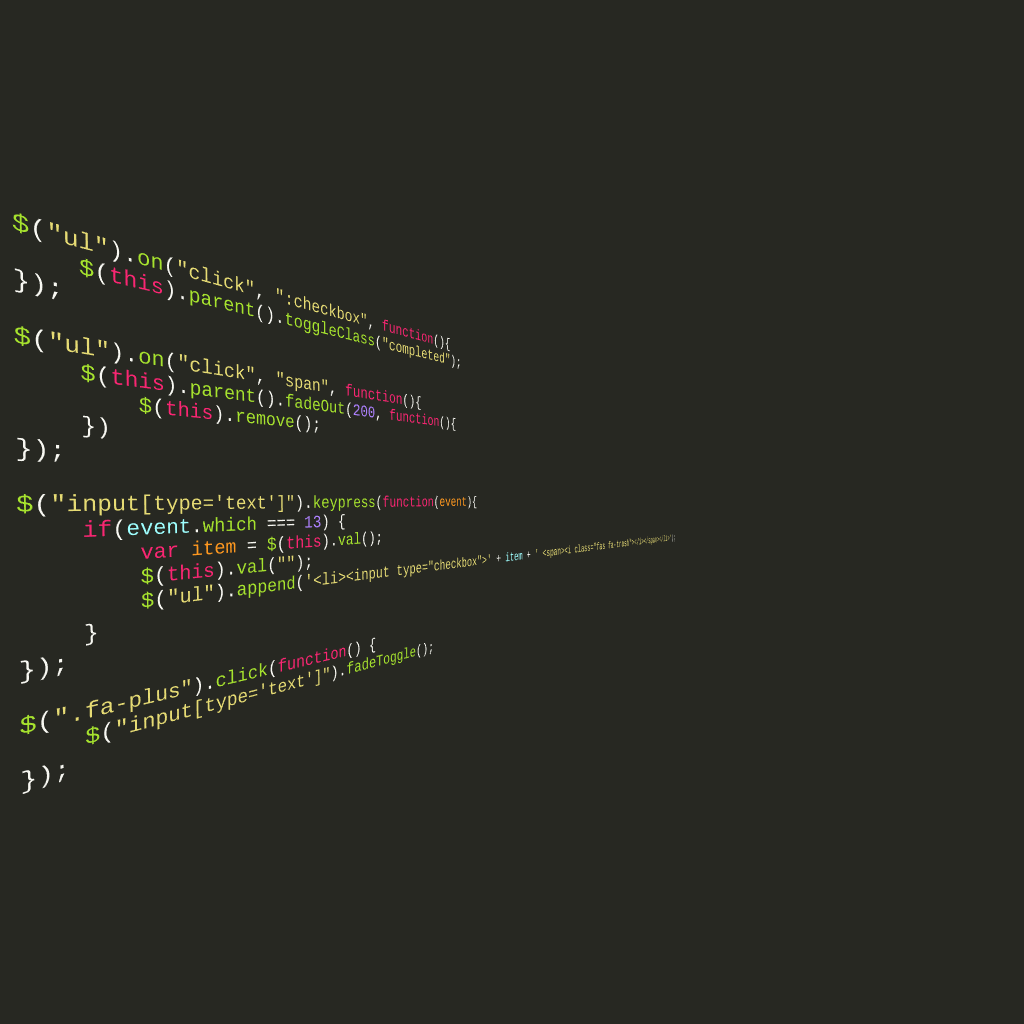 $("ul").on("click", ":checkbox", function(){
$(this).parent().toggleClass("completed");
});
$("ul").on("click", "span", function(){
$(this).parent().fadeOut(200, function(){
$(this).remove();
})
});
$("input[type='text']").keypress(function(event){
if(event.which === 13) {
var item = $(this).val();
$(this).val("");
$("ul").append('<li><input type="checkbox">' + item + ' <span><i class="fas fa-trash"></i></span></li>')
}
});
$(".fa-plus").click(function() {
$("input[type='text']").fadeToggle();
});